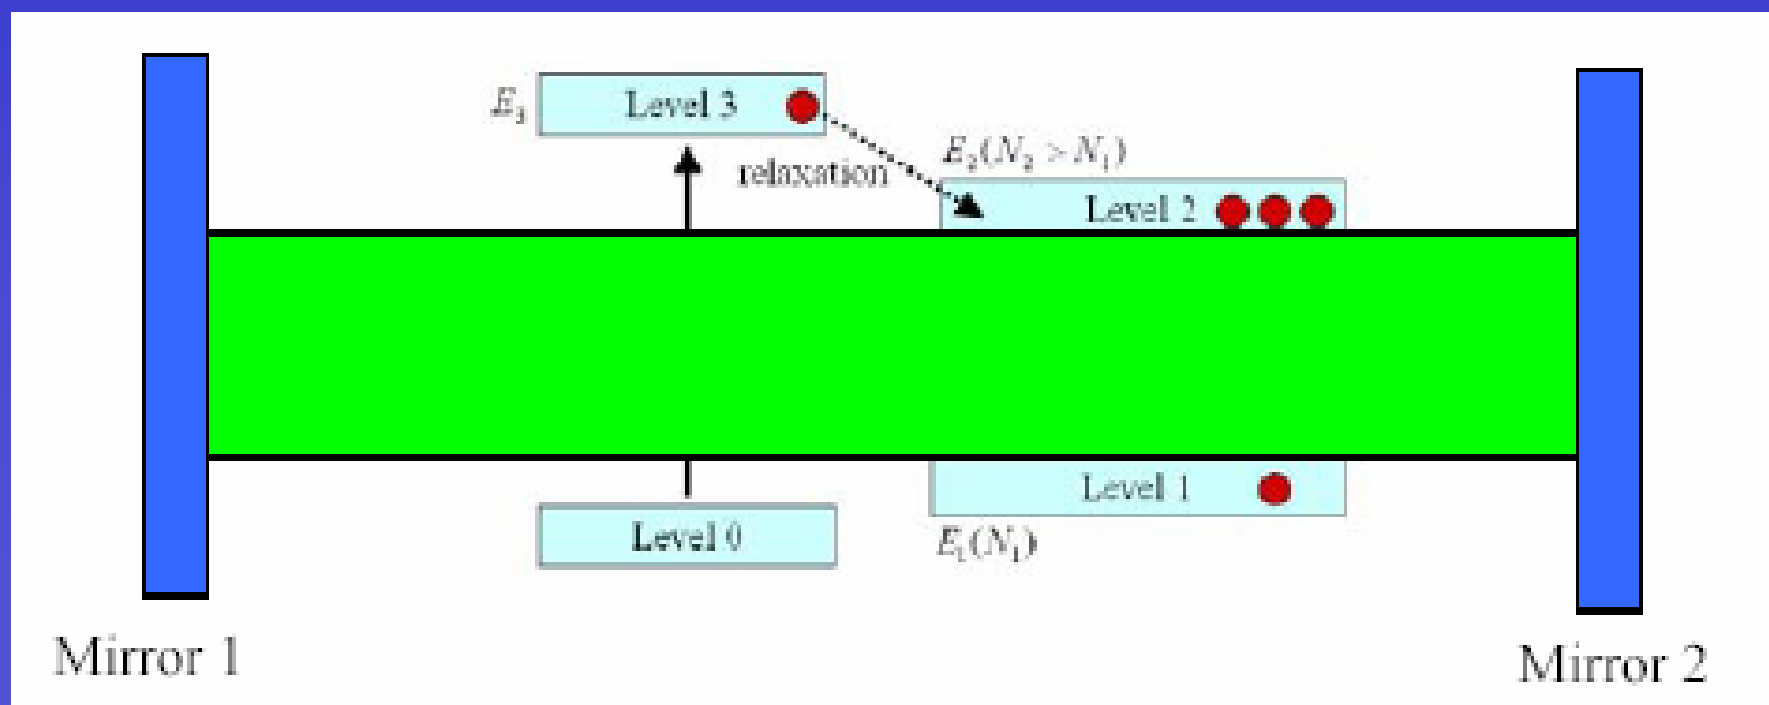 E₃
Level 3
relaxation
E₂(N₂ > N₁)
Level 2
Level 1
E₁(N₁)
Level 0
Mirror 1
Mirror 2